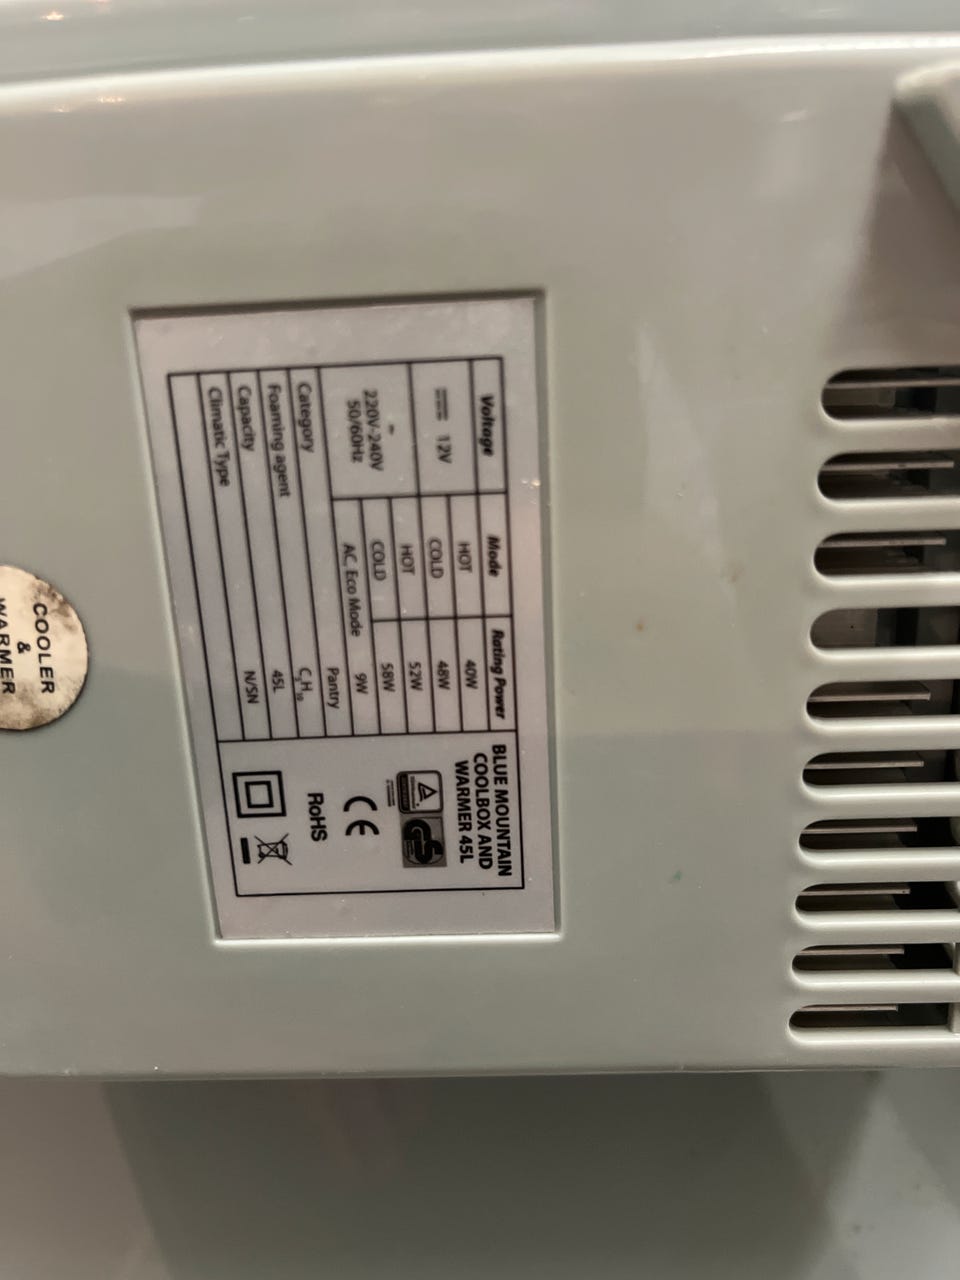 Voltage Mode Rating Power
⎓ 12V HOT 40W
COLD 48W
~ 220V-240V 50/60Hz HOT 52W
COLD 58W
AC, Eco Mode 9W
Category Pantry
Foaming agent C₅H₁₀
Capacity 45L
Climatic Type N/SN
BLUE MOUNTAIN
COOLBOX AND
WARMER 45L
CE
RoHS
COOLER
&
WARMER